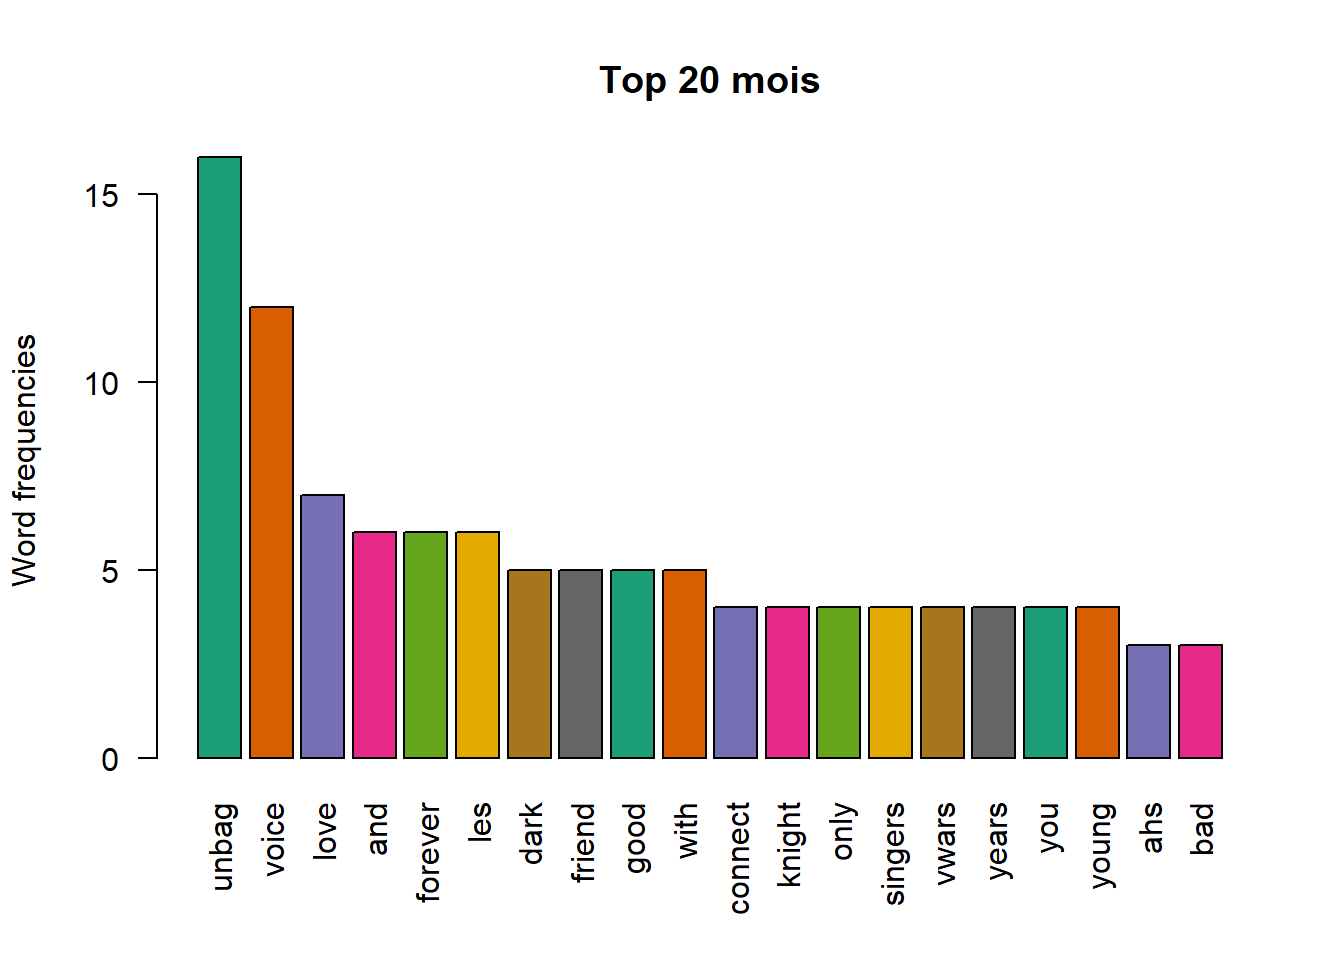 Top 20 mois
Word frequencies
15
10
5
0
unbag
voice
love
and
forever
les
dark
friend
good
with
connect
knight
only
singers
vwars
years
you
young
ahs
bad